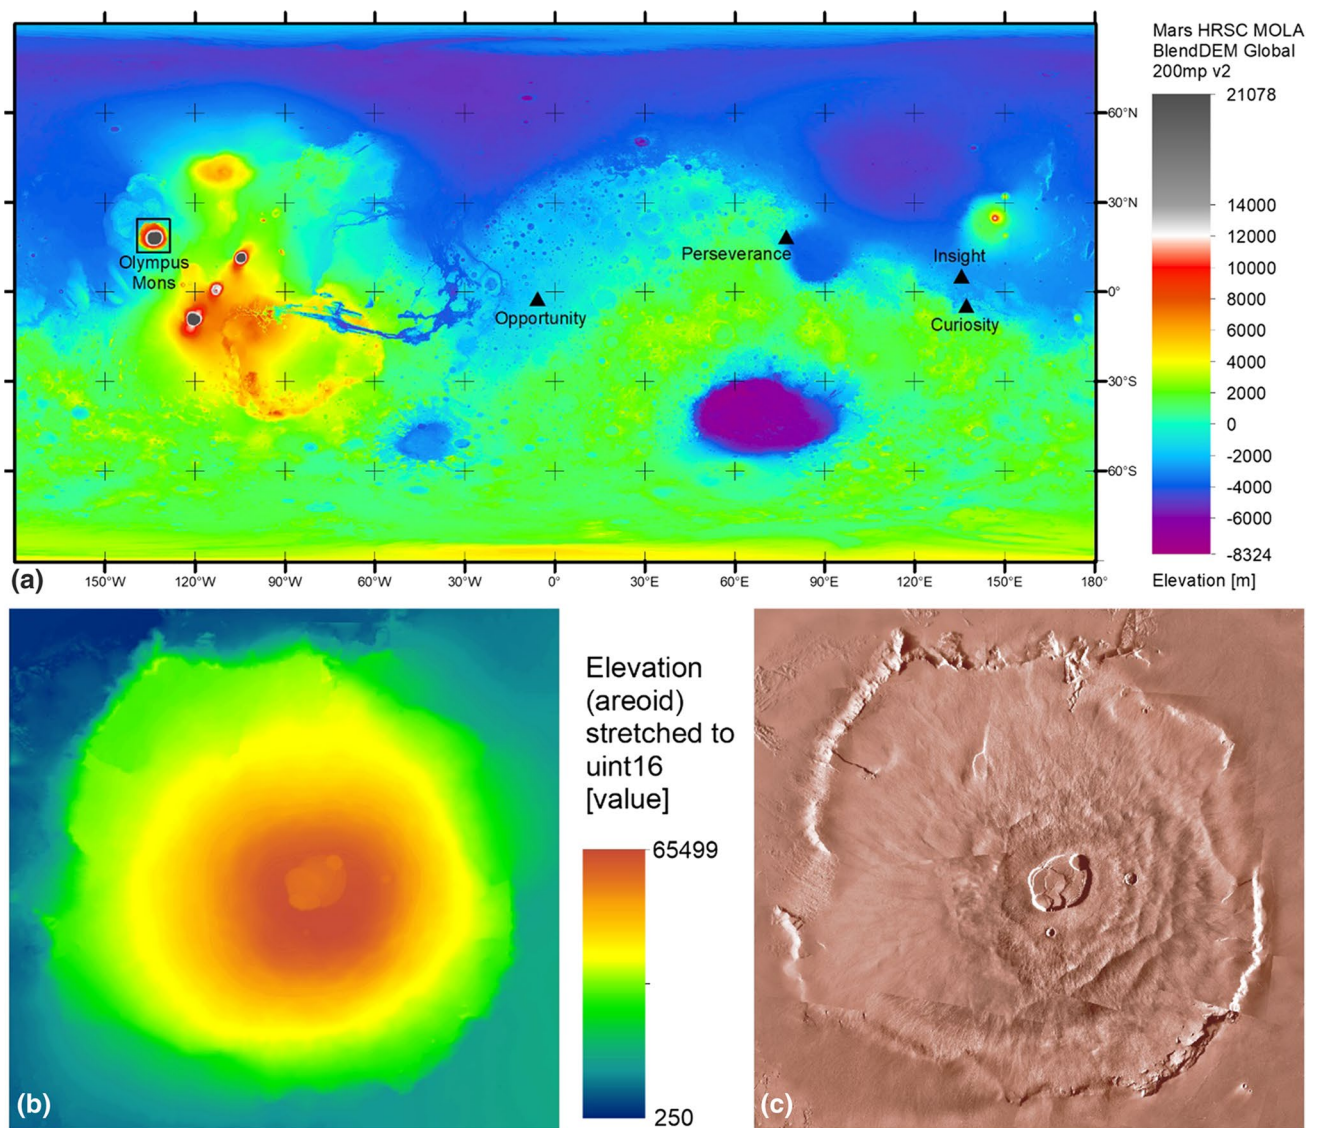 Mars HRSC MOLA
BlendDEM Global
200mp v2
21078
14000
12000
10000
8000
6000
4000
2000
0
-2000
-4000
-6000
-8324
Elevation [m]
60°N
30°N
0°
30°S
60°S
Olympus
Mons
Opportunity
Perseverance
Insight
Curiosity
150°W
120°W
90°W
60°W
30°W
0°
30°E
60°E
90°E
120°E
150°E
180°
(a)
Elevation
(areoid)
stretched to
uint16
[value]
65499
250
(b)
(c)